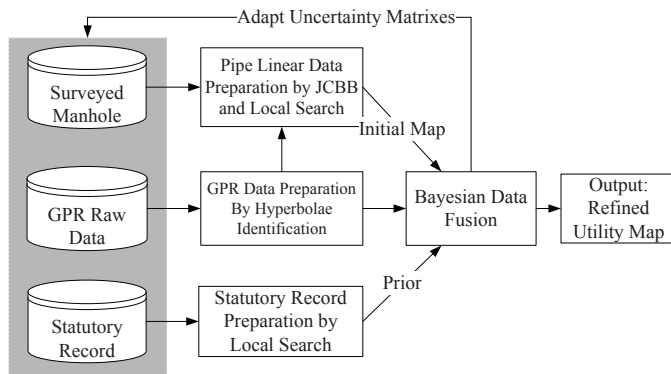 Adapt Uncertainty Matrixes
Surveyed
Manhole
Pipe Linear Data
Preparation by JCBB
and Local Search
Initial Map
GPR Raw
Data
GPR Data Preparation
By Hyperbolae
Identification
Bayesian Data
Fusion
Output:
Refined
Utility Map
Statutory
Record
Statutory Record
Preparation by
Local Search
Prior